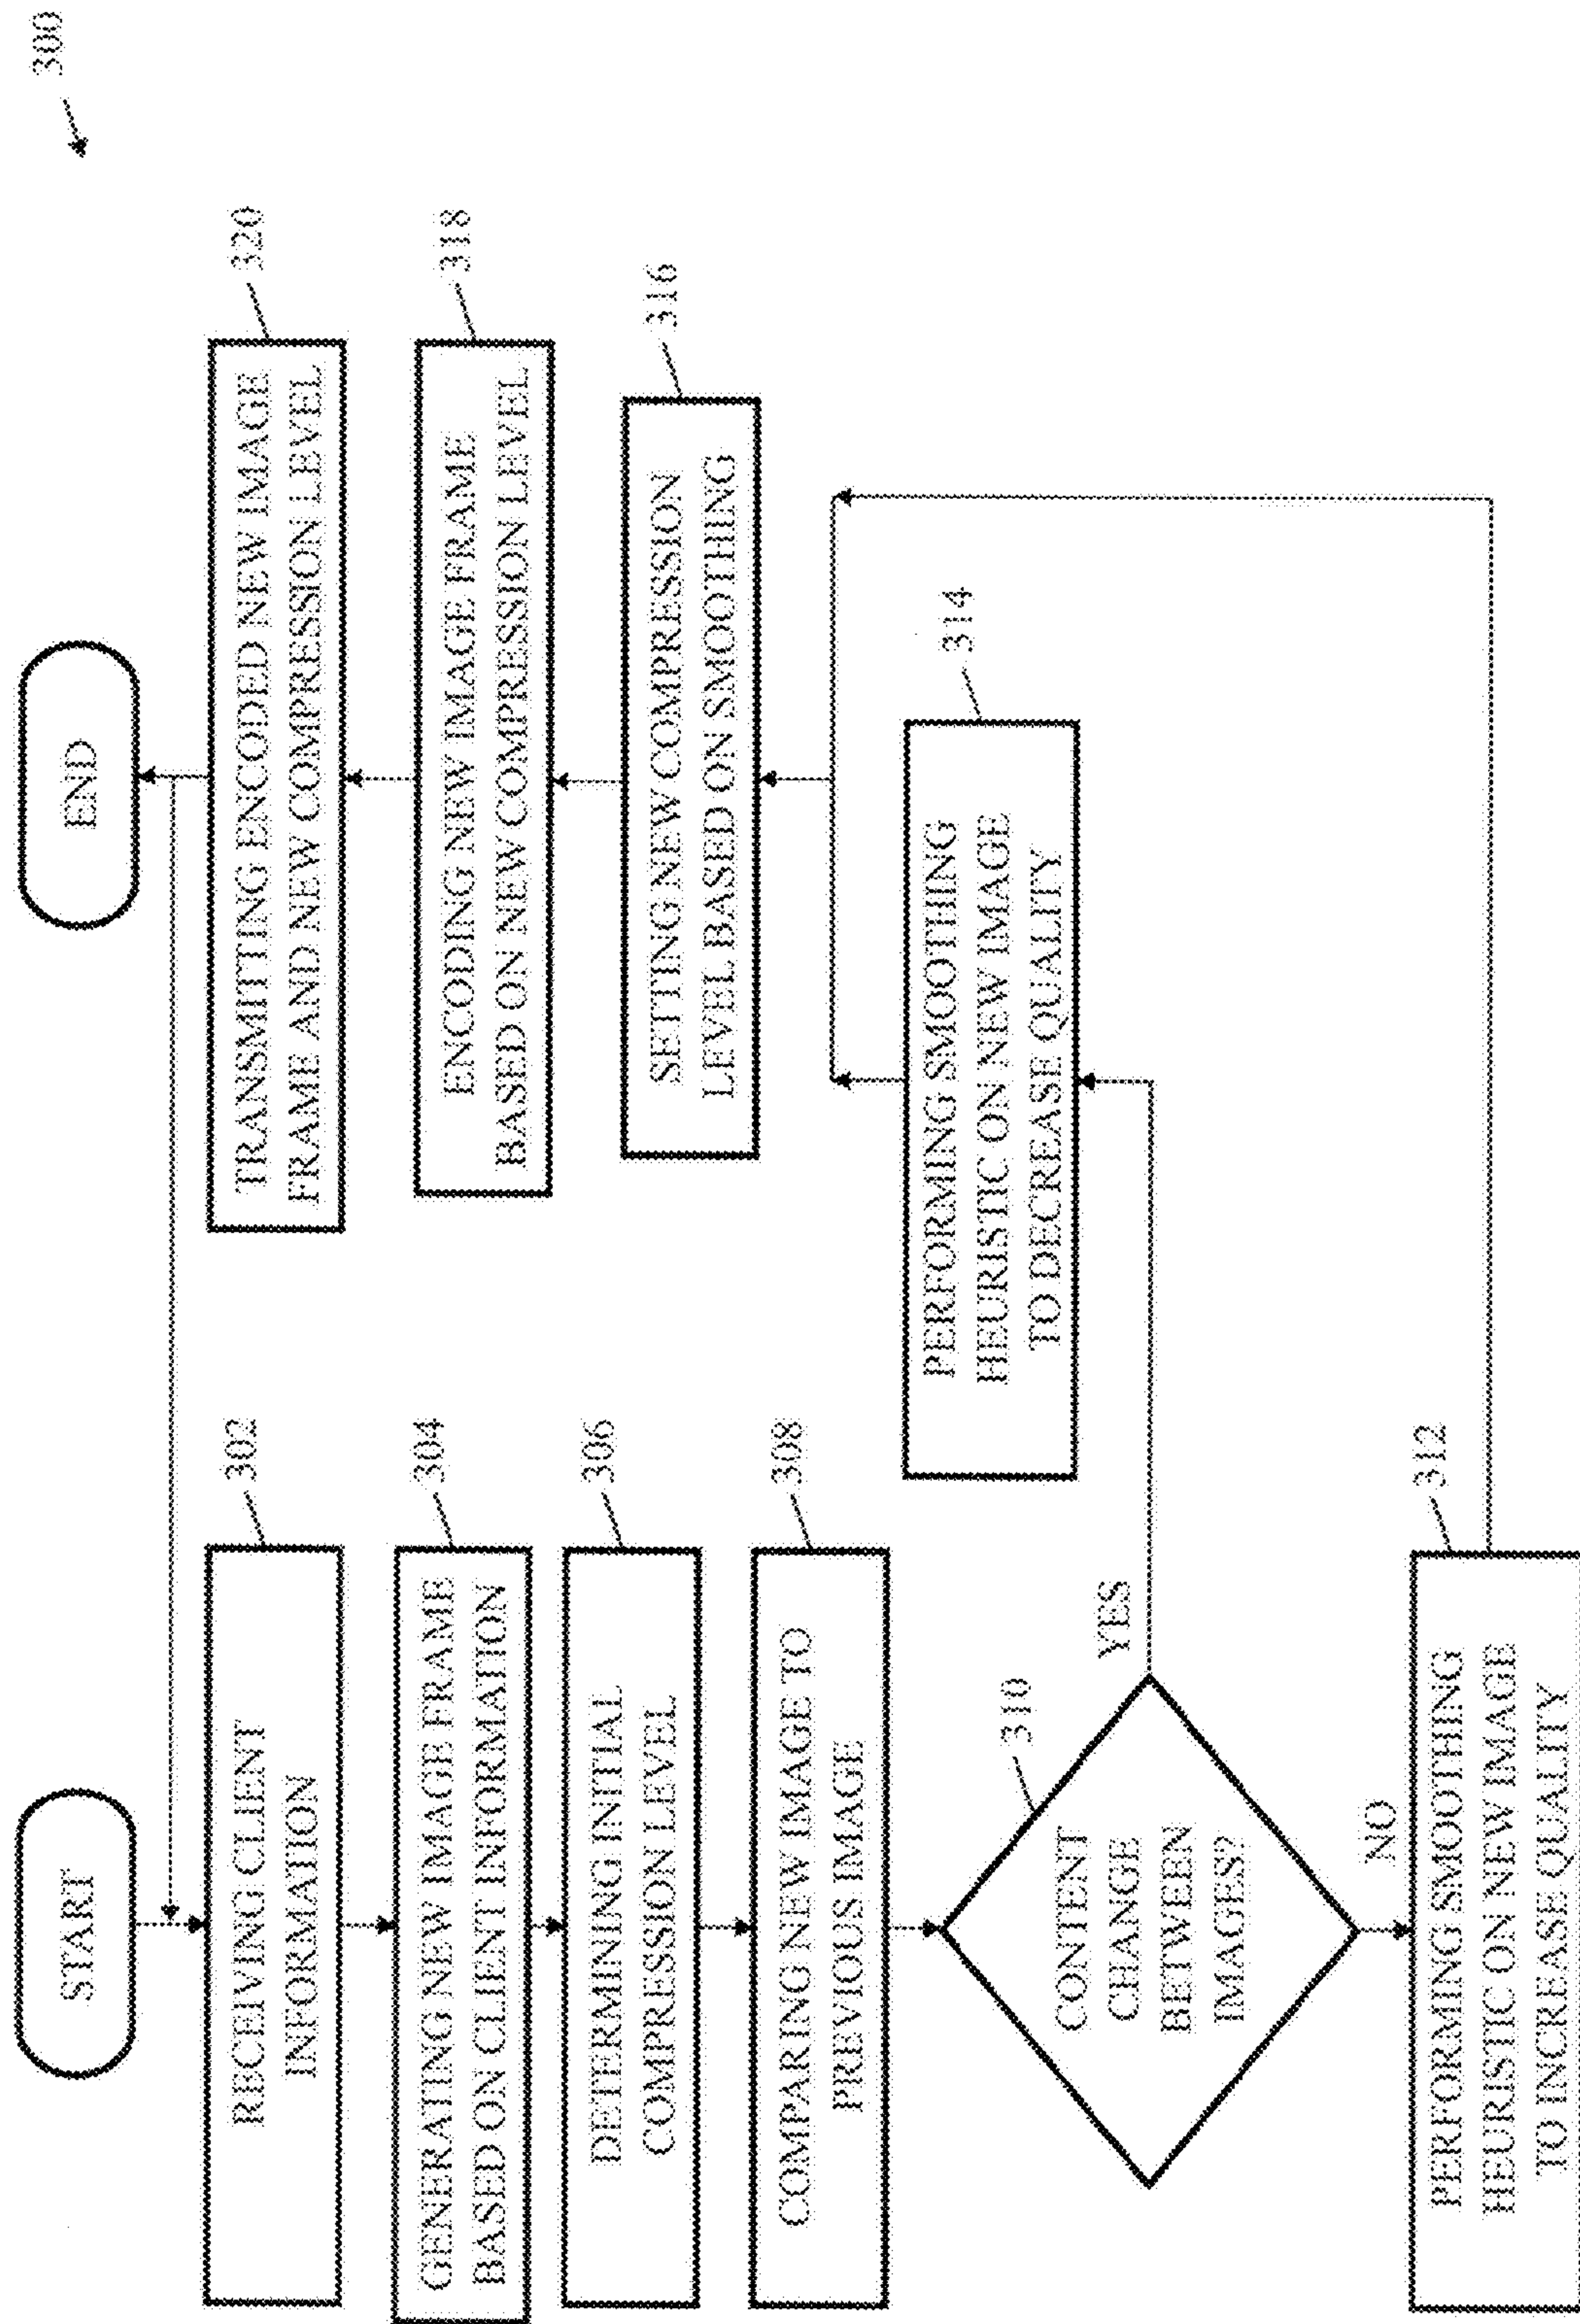 300
START
302
RECEIVING CLIENT
INFORMATION
304
GENERATING NEW IMAGE FRAME
BASED ON CLIENT INFORMATION
306
DETERMINING INITIAL
COMPRESSION LEVEL
308
COMPARING NEW IMAGE TO
PREVIOUS IMAGE
310
CONTENT
CHANGE
BETWEEN
IMAGES?
YES
NO
312
PERFORMING SMOOTHING
HEURISTIC ON NEW IMAGE
TO INCREASE QUALITY
314
PERFORMING SMOOTHING
HEURISTIC ON NEW IMAGE
TO DECREASE QUALITY
316
SETTING NEW COMPRESSION
LEVEL BASED ON SMOOTHING
318
ENCODING NEW IMAGE FRAME
BASED ON NEW COMPRESSION LEVEL
320
TRANSMITTING ENCODED NEW IMAGE
FRAME AND NEW COMPRESSION LEVEL
END